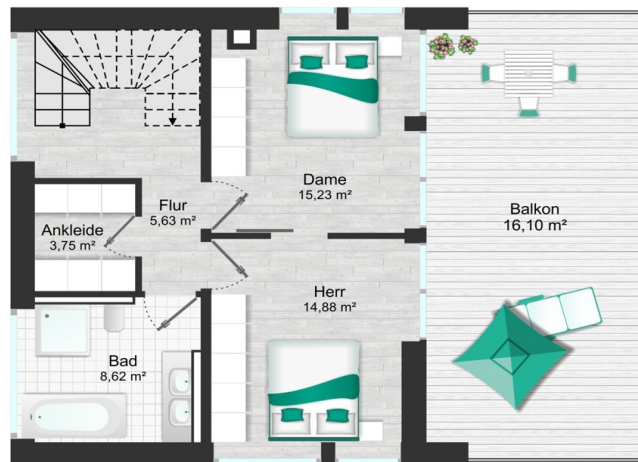 Dame
15,23 m²
Flur
5,63 m²
Ankleide
3,75 m²
Balkon
16,10 m²
Herr
14,88 m²
Bad
8,62 m²